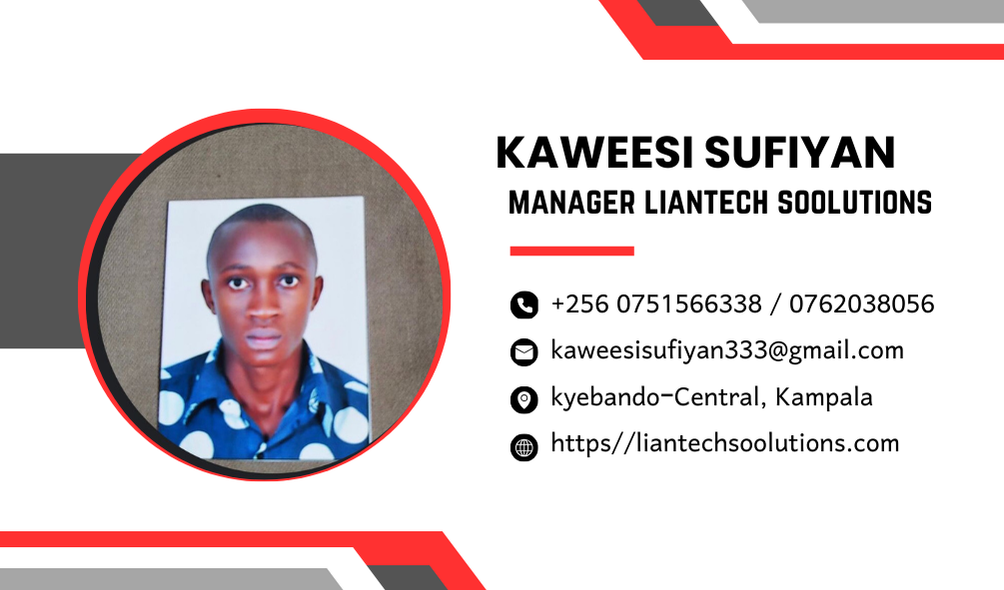 KAWEESI SUFIYAN
MANAGER LIANTECH SOOLUTIONS
+256 0751566338 / 0762038056
kaweesisufiyan333@gmail.com
kyebando-Central, Kampala
https//liantechsoolutions.com